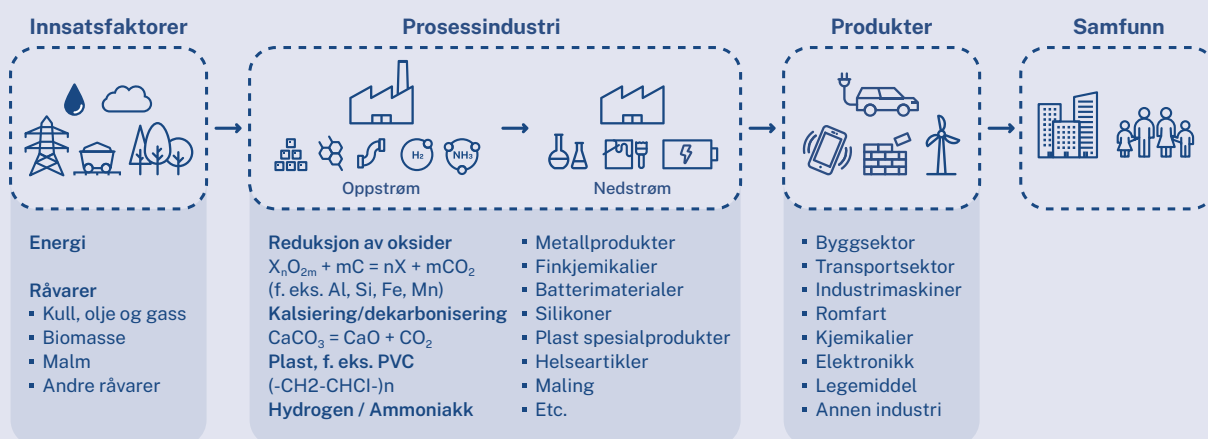 Innsatsfaktorer
Prosessindustri
Produkter
Samfunn
H₂
NH₃
Oppstrøm
Nedstrøm
Energi
Råvarer
▪ Kull, olje og gass
▪ Biomasse
▪ Malm
▪ Andre råvarer
Reduksjon av oksider
XₙO₂ₘ + mC = nX + mCO₂
(f. eks. Al, Si, Fe, Mn)
Kalsiering/dekarbonisering
CaCO₃ = CaO + CO₂
Plast, f. eks. PVC
(-CH2-CHCl-)n
Hydrogen / Ammoniakk
▪ Metallprodukter
▪ Finkjemikalier
▪ Batterimaterialer
▪ Silikoner
▪ Plast spesialprodukter
▪ Helseartikler
▪ Maling
▪ Etc.
▪ Byggsektor
▪ Transportsektor
▪ Industrimaskiner
▪ Romfart
▪ Kjemikalier
▪ Elektronikk
▪ Legemiddel
▪ Annen industri